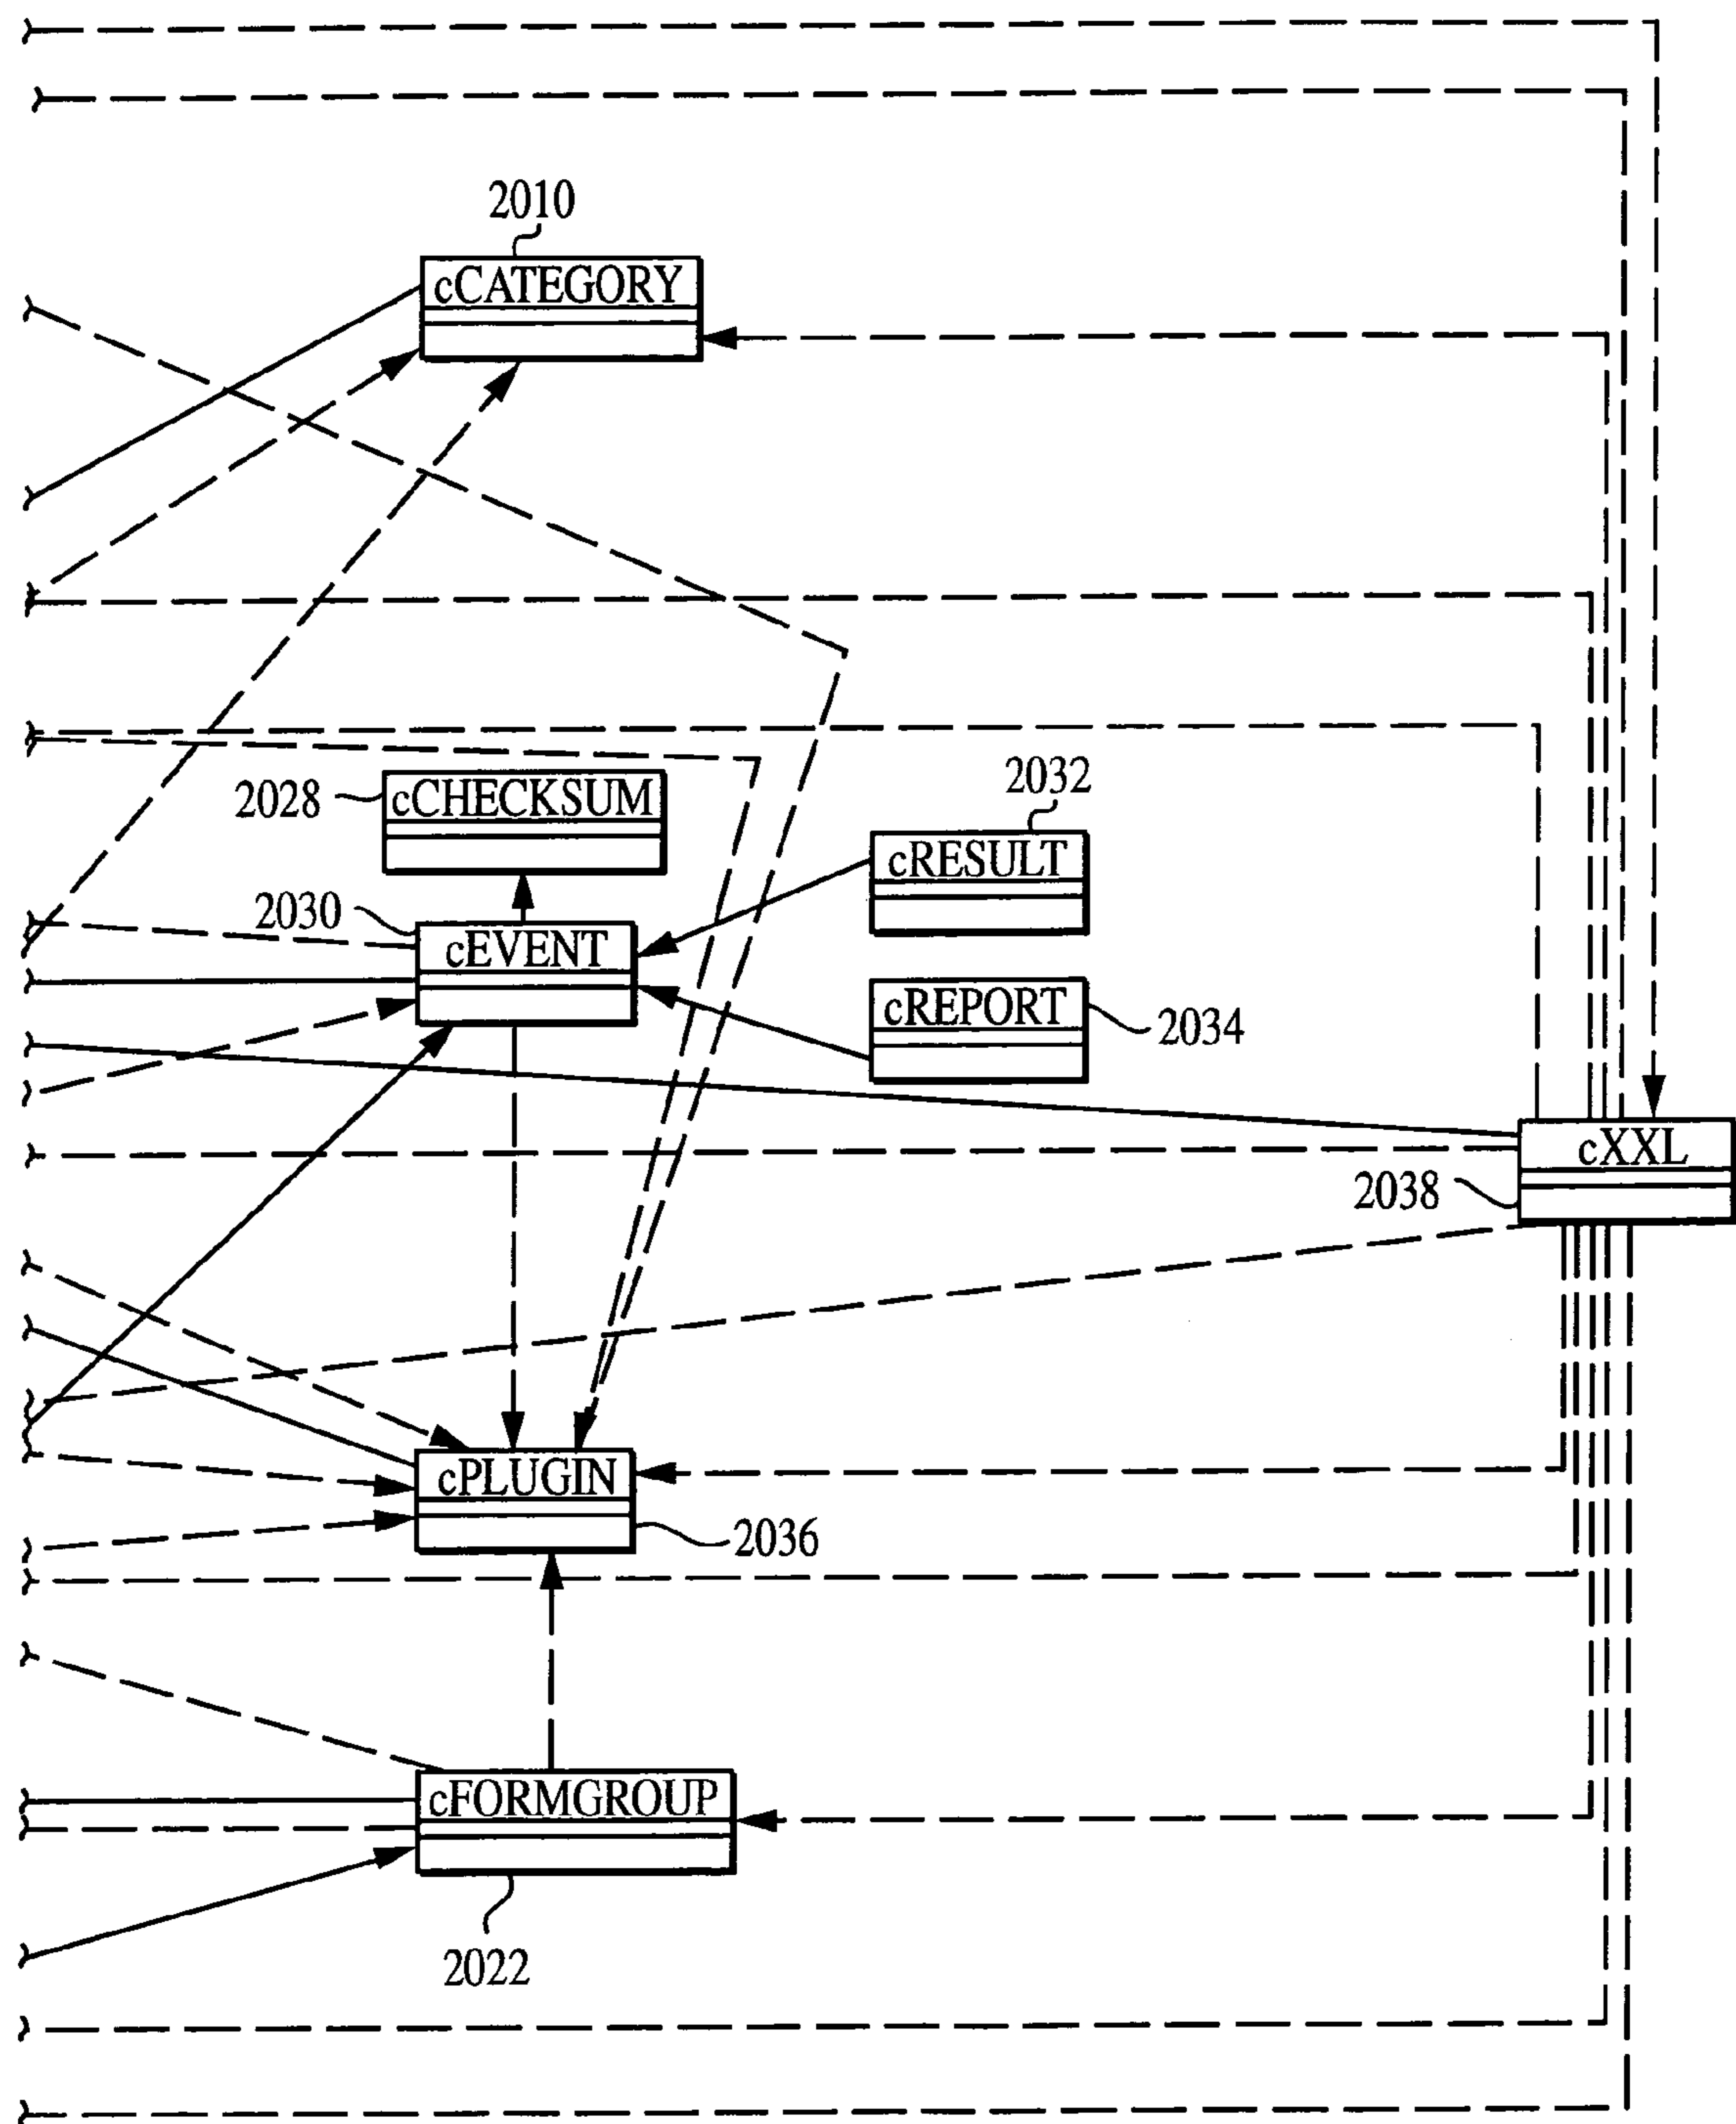 2010
cCATEGORY
2028
cCHECKSUM
2032
cRESULT
2030
cEVENT
cREPORT
2034
cXXL
2038
cPLUGIN
2036
cFORMGROUP
2022